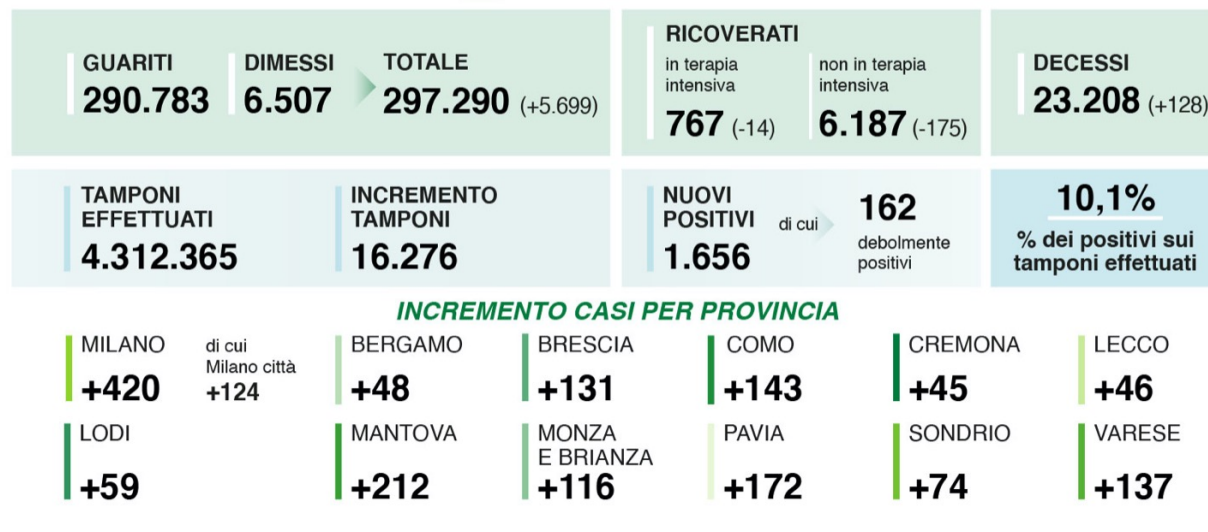 GUARITI
290.783
DIMESSI
6.507
TOTALE
297.290 (+5.699)
RICOVERATI
in terapia
intensiva
767 (-14)
non in terapia
intensiva
6.187 (-175)
DECESSI
23.208 (+128)
TAMPONI
EFFETTUATI
4.312.365
INCREMENTO
TAMPONI
16.276
NUOVI
POSITIVI
1.656
di cui
162
debolmente
positivi
10,1%
% dei positivi sui
tamponi effettuati
INCREMENTO CASI PER PROVINCIA
MILANO
+420
di cui
Milano città
+124
BERGAMO
+48
BRESCIA
+131
COMO
+143
CREMONA
+45
LECCO
+46
LODI
+59
MANTOVA
+212
MONZA
E BRIANZA
+116
PAVIA
+172
SONDRIO
+74
VARESE
+137